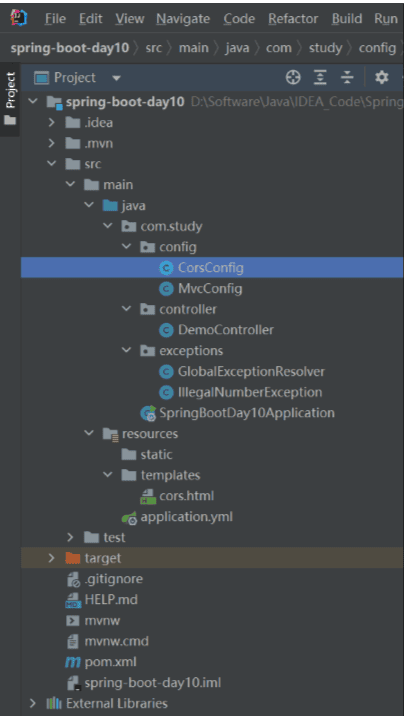 File Edit View Navigate Code Refactor Build Run
spring-boot-day10 › src › main › java › com › study › config
Project
Project
spring-boot-day10 D:\Software\Java\IDEA_Code\Spring
.idea
.mvn
src
main
java
com.study
config
CorsConfig
MvcConfig
controller
DemoController
exceptions
GlobalExceptionResolver
IllegalNumberException
SpringBootDay10Application
resources
static
templates
cors.html
application.yml
test
target
.gitignore
HELP.md
mvnw
mvnw.cmd
pom.xml
spring-boot-day10.iml
External Libraries